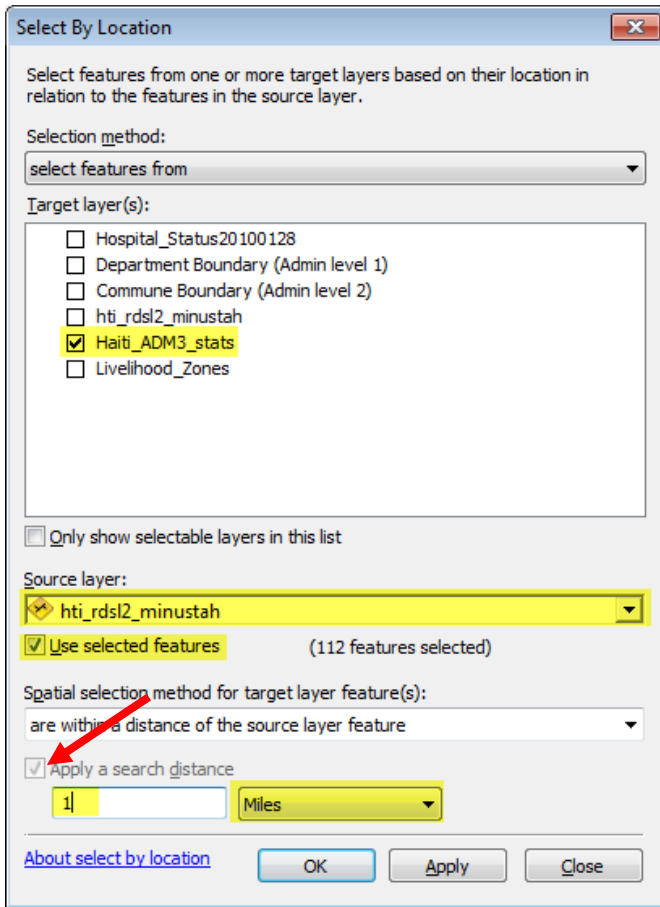 Select By Location
Select features from one or more target layers based on their location in
relation to the features in the source layer.
Selection method:
select features from
Target layer(s):
Hospital_Status20100128
Department Boundary (Admin level 1)
Commune Boundary (Admin level 2)
hti_rdsl2_minustah
Haiti_ADM3_stats
Livelihood_Zones
Only show selectable layers in this list
Source layer:
hti_rdsl2_minustah
Use selected features (112 features selected)
Spatial selection method for target layer feature(s):
are within a distance of the source layer feature
Apply a search distance
1 Miles
About select by location OK Apply Close